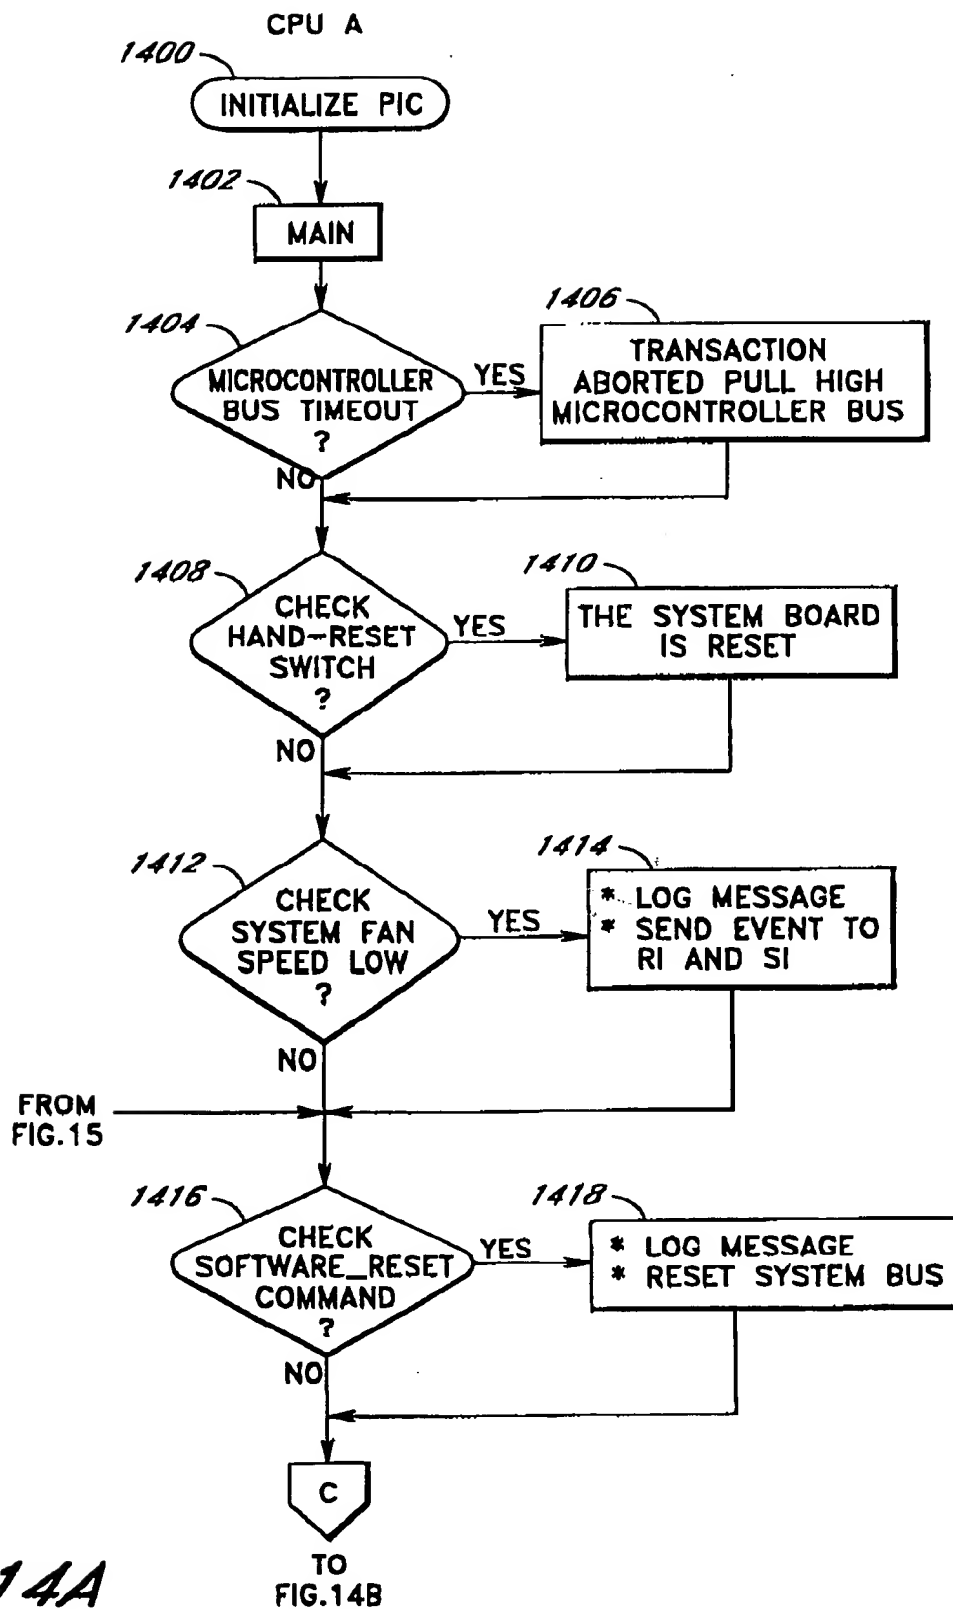 CPU A
1400
INITIALIZE PIC
1402
MAIN
1404
MICROCONTROLLER
BUS TIMEOUT
?
YES
1406
TRANSACTION
ABORTED PULL HIGH
MICROCONTROLLER BUS
NO
1408
CHECK
HAND-RESET
SWITCH
?
YES
1410
THE SYSTEM BOARD
IS RESET
NO
1412
CHECK
SYSTEM FAN
SPEED LOW
?
YES
1414
* LOG MESSAGE
* SEND EVENT TO
RI AND SI
NO
FROM
FIG.15
1416
CHECK
SOFTWARE_RESET
COMMAND
?
YES
1418
* LOG MESSAGE
* RESET SYSTEM BUS
NO
C
TO
FIG.14B
14A